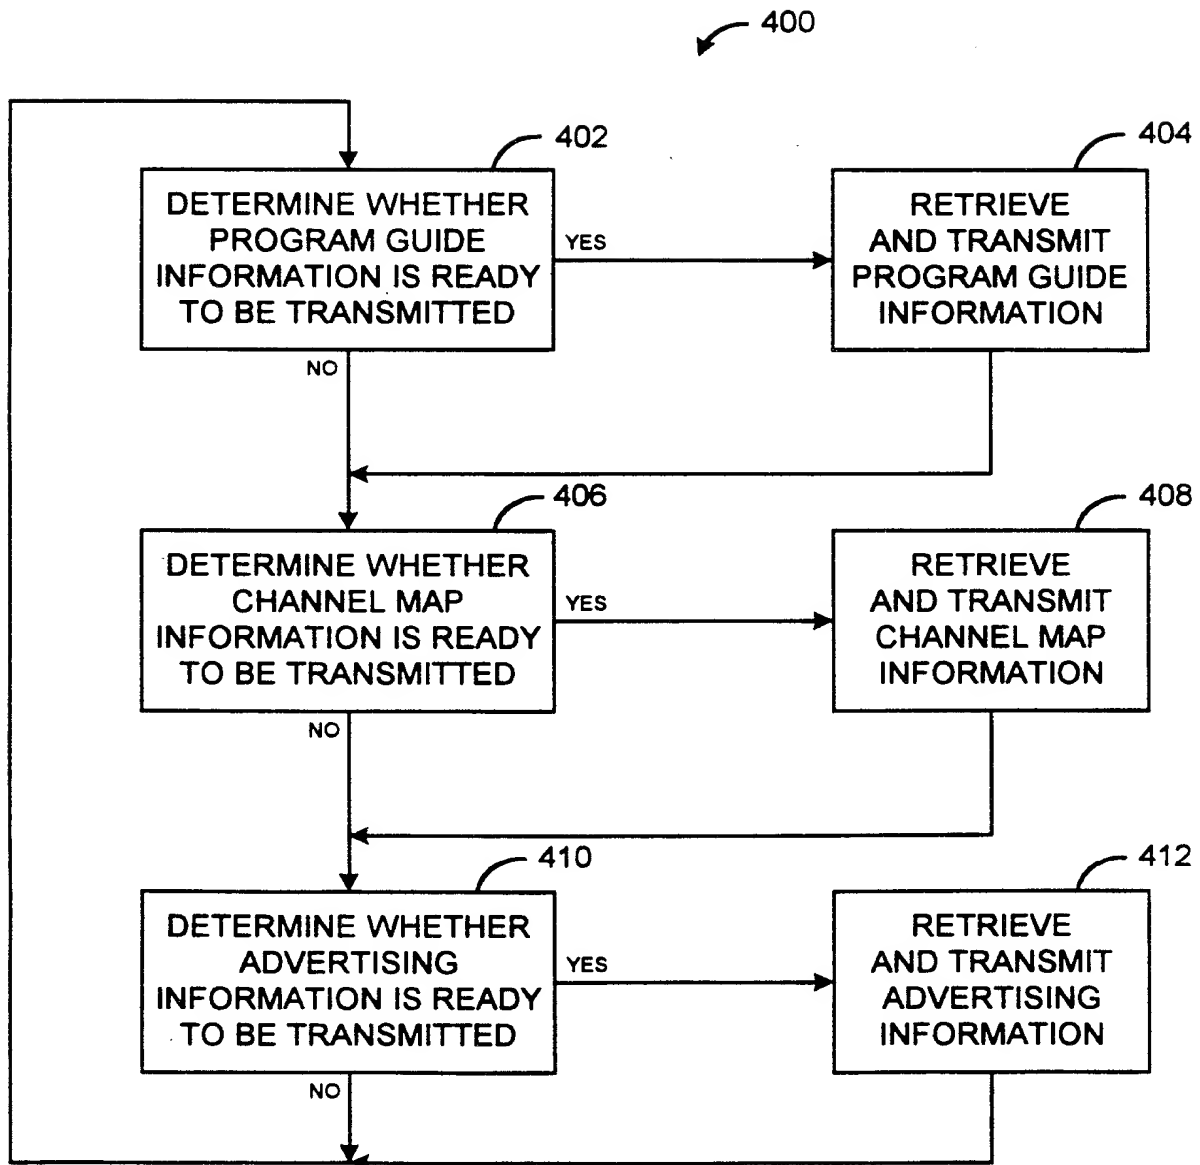 400
402
DETERMINE WHETHER
PROGRAM GUIDE
INFORMATION IS READY
TO BE TRANSMITTED
YES
404
RETRIEVE
AND TRANSMIT
PROGRAM GUIDE
INFORMATION
NO
406
DETERMINE WHETHER
CHANNEL MAP
INFORMATION IS READY
TO BE TRANSMITTED
YES
408
RETRIEVE
AND TRANSMIT
CHANNEL MAP
INFORMATION
NO
410
DETERMINE WHETHER
ADVERTISING
INFORMATION IS READY
TO BE TRANSMITTED
YES
412
RETRIEVE
AND TRANSMIT
ADVERTISING
INFORMATION
NO